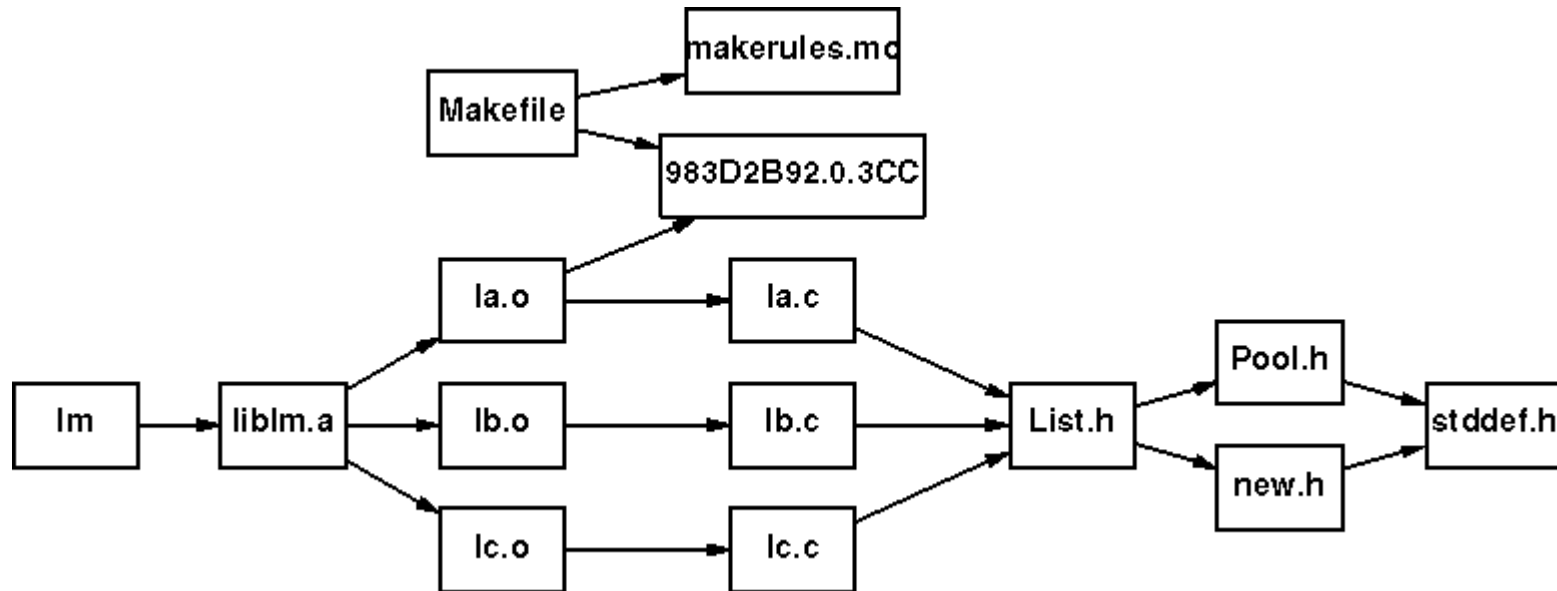 makerules.mo
Makefile
983D2B92.0.3CC
la.o
la.c
Pool.h
lm
liblm.a
lb.o
lb.c
List.h
stddef.h
new.h
lc.o
lc.c